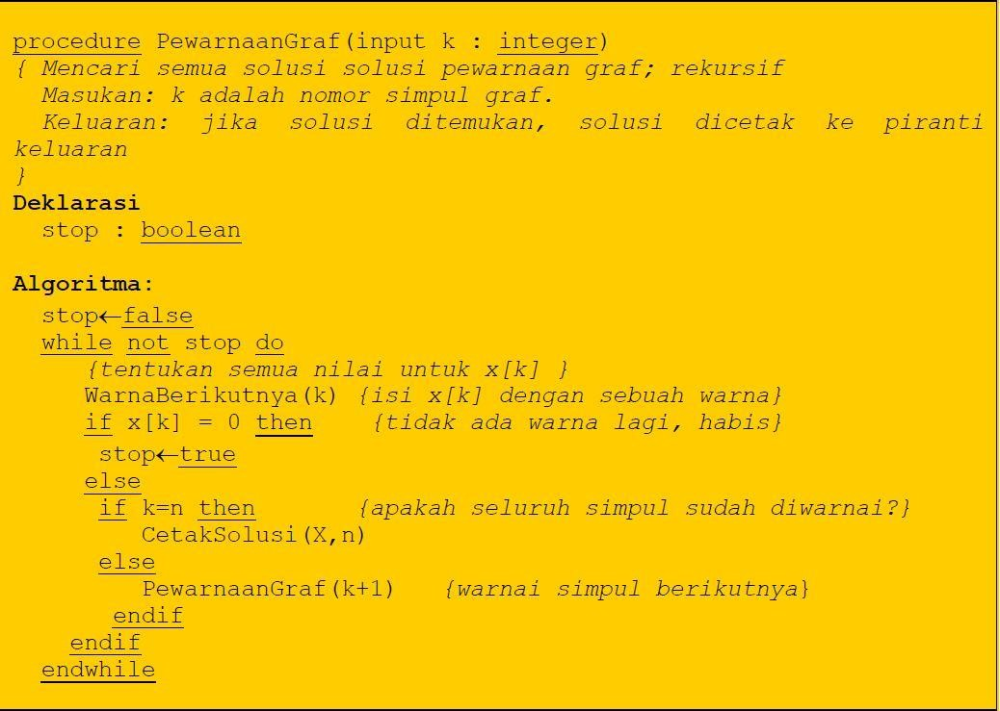 procedure PewarnaanGraf(input k : integer)
{ Mencari semua solusi solusi pewarnaan graf; rekursif
Masukan: k adalah nomor simpul graf.
Keluaran: jika solusi ditemukan, solusi dicetak ke piranti
keluaran
}
Deklarasi
stop : boolean
Algoritma:
stop←false
while not stop do
{tentukan semua nilai untuk x[k] }
WarnaBerikutnya(k) {isi x[k] dengan sebuah warna}
if x[k] = 0 then {tidak ada warna lagi, habis}
stop←true
else
if k=n then {apakah seluruh simpul sudah diwarnai?}
CetakSolusi(X,n)
else
PewarnaanGraf(k+1) {warnai simpul berikutnya}
endif
endif
endwhile